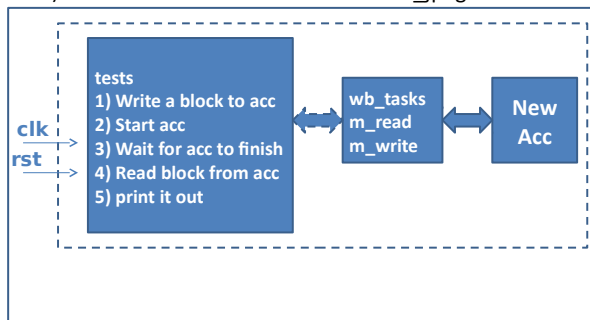 tests
1) Write a block to acc
2) Start acc
3) Wait for acc to finish
4) Read block from acc
5) print it out
clk
rst
wb_tasks
m_read
m_write
New
Acc